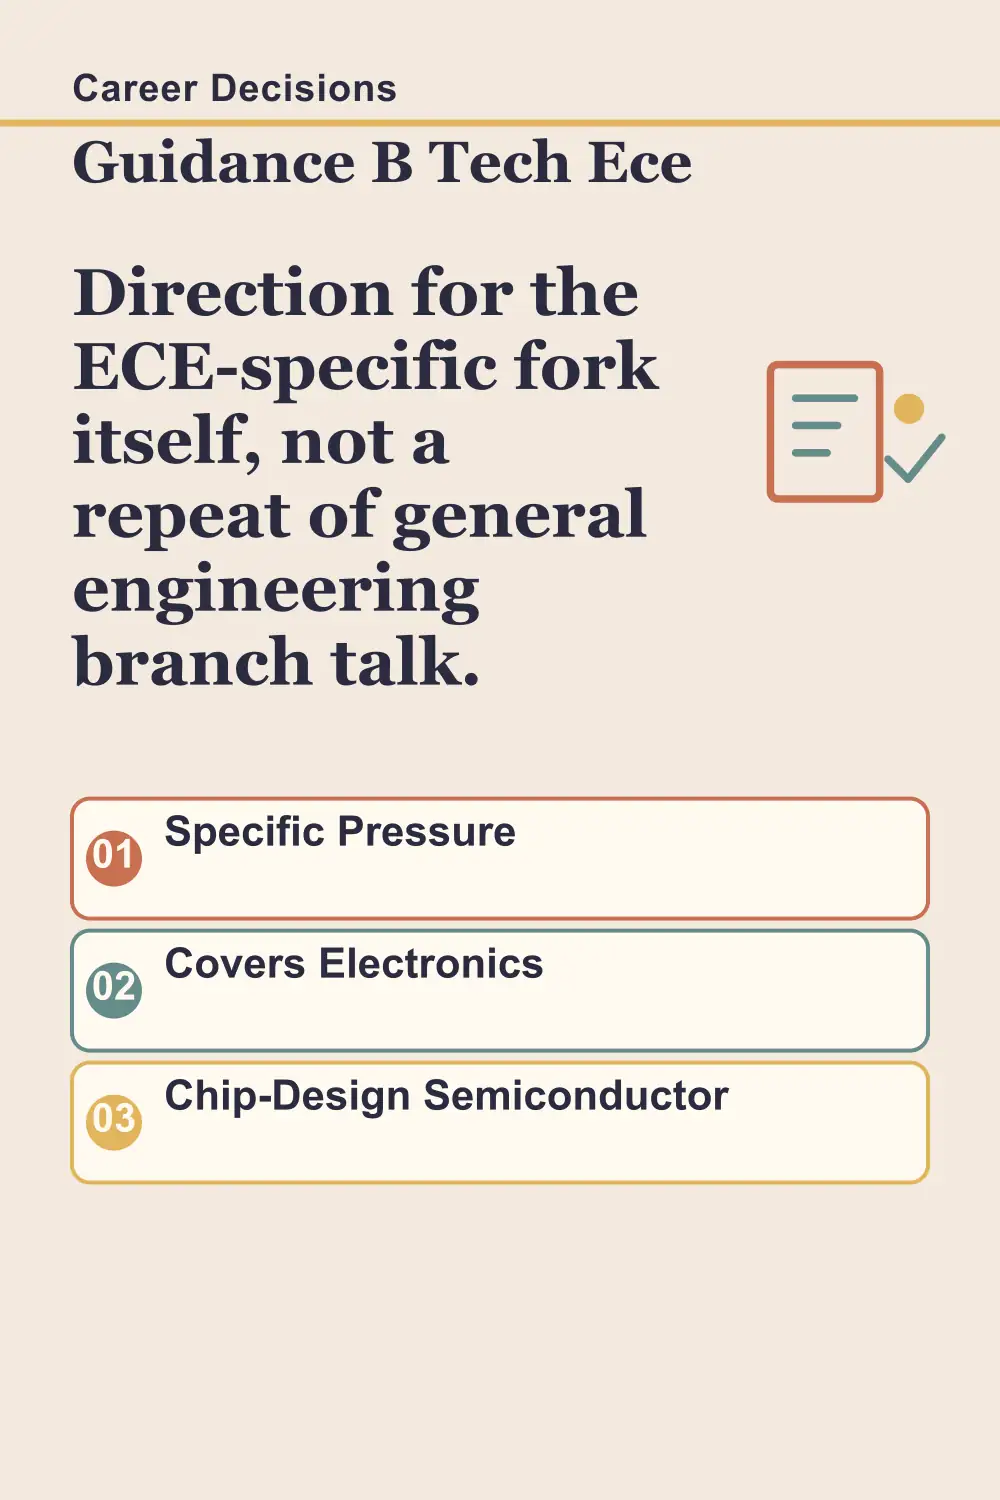 Career Decisions
Guidance B Tech Ece
Direction for the
ECE-specific fork
itself, not a
repeat of general
engineering
branch talk.
01 Specific Pressure
02 Covers Electronics
03 Chip-Design Semiconductor